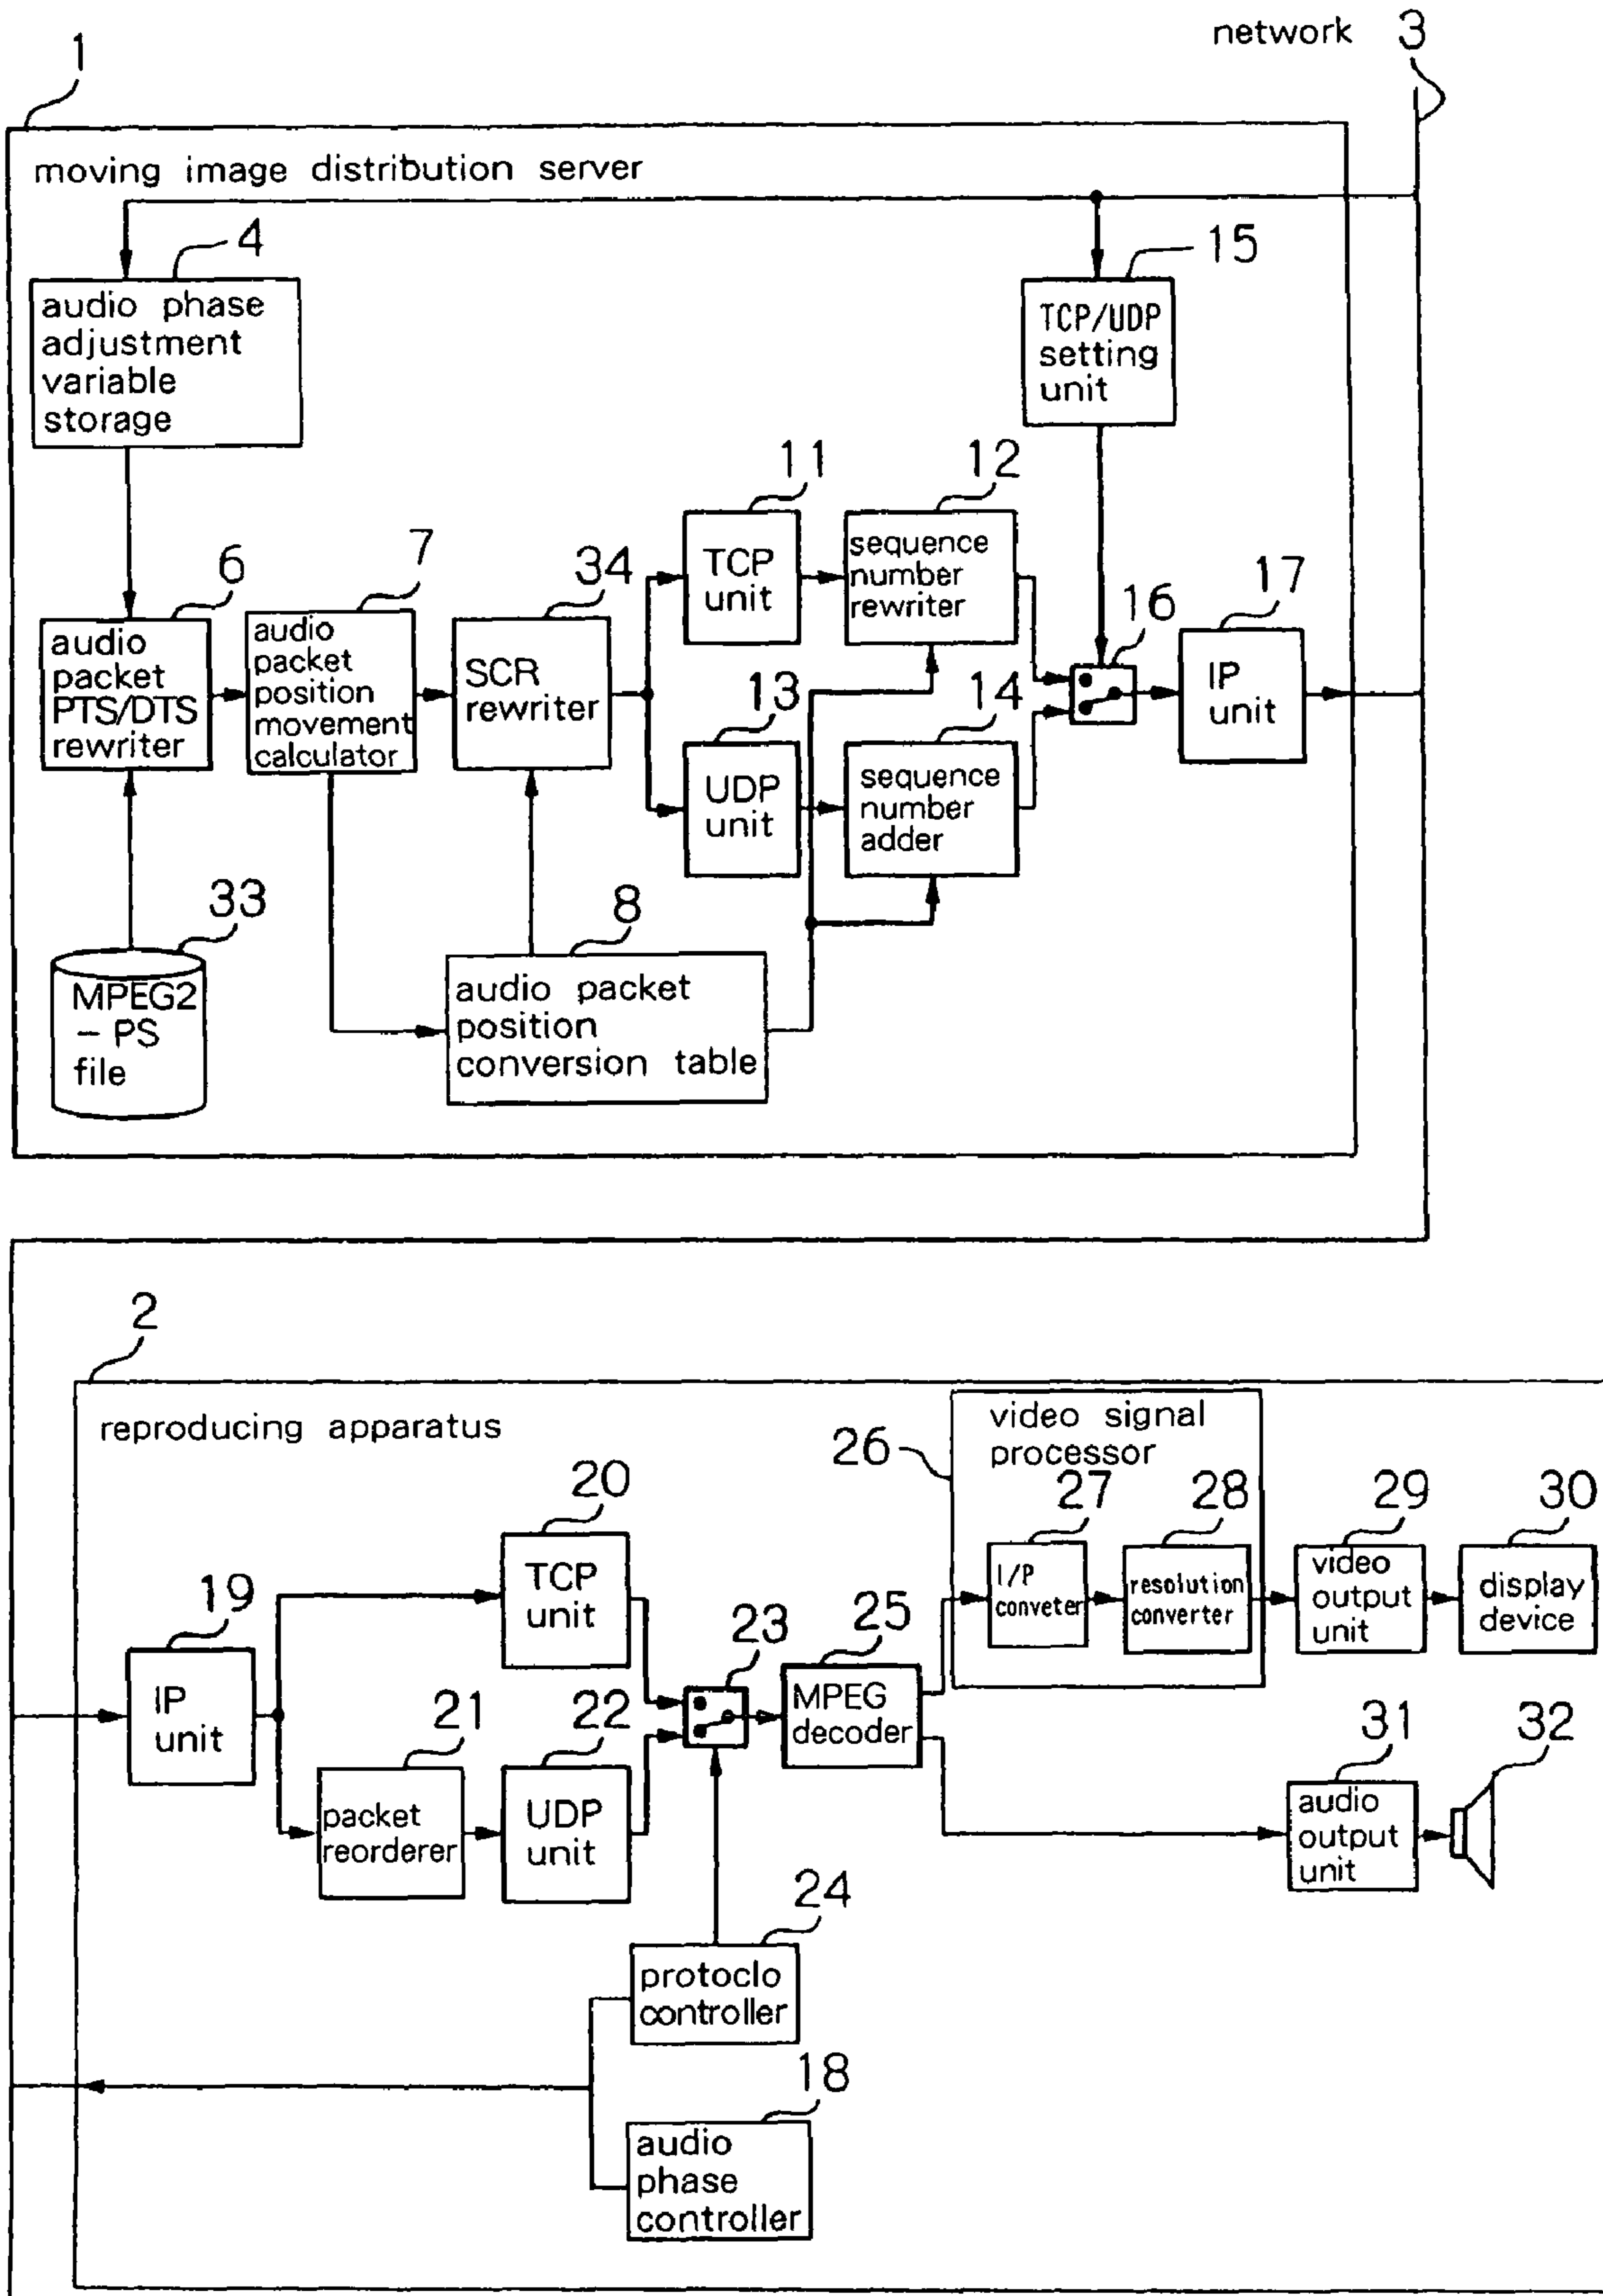 network 3
1
moving image distribution server
4
audio phase
adjustment
variable
storage
15
TCP/UDP
setting
unit
11
TCP
unit
12
sequence
number
rewriter
6
audio
packet
PTS/DTS
rewriter
7
audio
packet
position
movement
calculator
34
SCR
rewriter
16
17
IP
unit
13
UDP
unit
14
sequence
number
adder
33
MPEG2
– PS
file
8
audio packet
position
conversion table
2
reproducing apparatus
26
video signal
processor
27
I/P
conveter
28
resolution
converter
29
video
output
unit
30
display
device
20
TCP
unit
19
IP
unit
23
25
MPEG
decoder
21
packet
reorderer
22
UDP
unit
31
audio
output
unit
32
24
protoclo
controller
18
audio
phase
controller